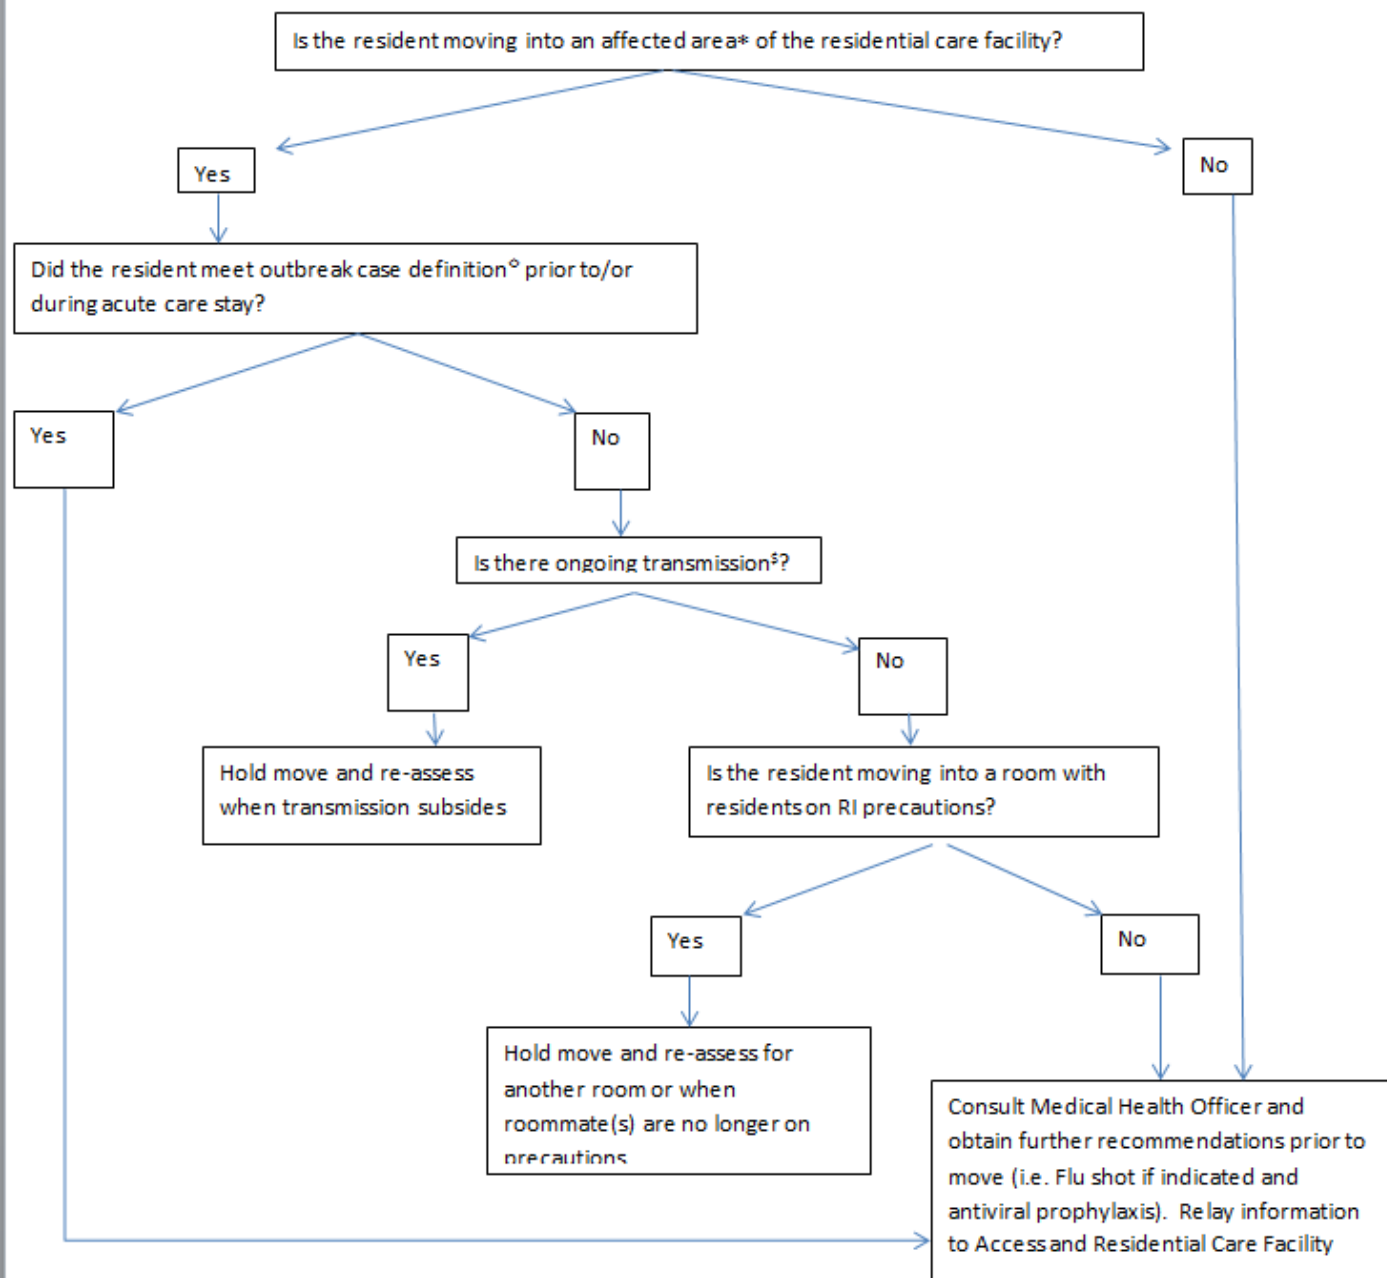 Is the resident moving into an affected area* of the residential care facility?
Yes
No
Did the resident meet outbreak case definition° prior to/or
during acute care stay?
Yes
No
Is there ongoing transmission$?
Yes
No
Hold move and re-assess
when transmission subsides
Is the resident moving into a room with
residents on RI precautions?
Yes
No
Hold move and re-assess for
another room or when
roommate(s) are no longer on
precautions
Consult Medical Health Officer and
obtain further recommendations prior to
move (i.e. Flu shot if indicated and
antiviral prophylaxis).  Relay information
to Access and Residential Care Facility